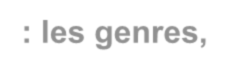 : les genres,